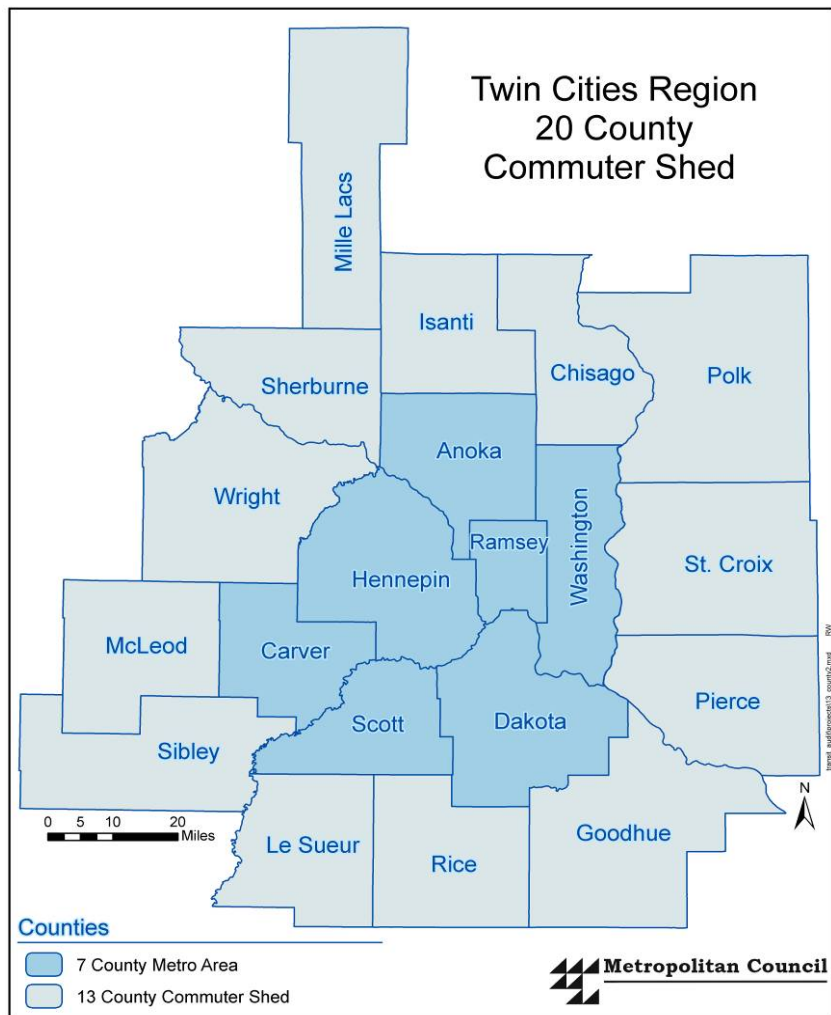 Twin Cities Region
20 County
Commuter Shed
Mille Lacs
Isanti
Chisago
Polk
Sherburne
Anoka
Wright
Washington
Ramsey
Hennepin
St. Croix
McLeod
Carver
Pierce
Scott
Dakota
Sibley
Goodhue
Le Sueur
Rice
0 5 10 20
Miles
N
RW
Counties
7 County Metro Area
13 County Commuter Shed
Metropolitan Council